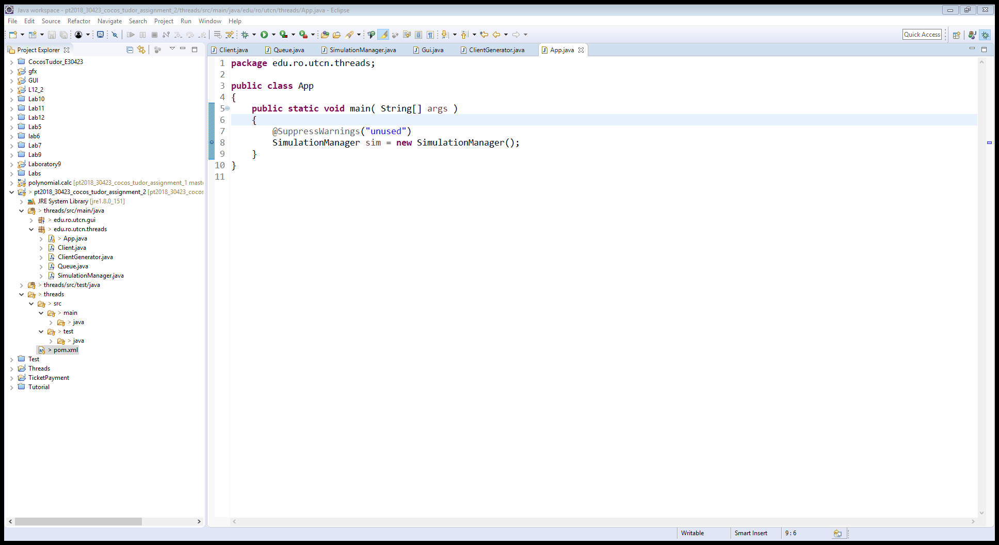 Java workspace - pt2018_30423_cocos_tudor_assignment_2/threads/src/main/java/edu/ro/utcn/threads/App.java - Eclipse
File Edit Source Refactor Navigate Search Project Run Window Help
Quick Access
Project Explorer
Client.java Queue.java SimulationManager.java Gui.java ClientGenerator.java App.java
CocosTudor_E30423
gfx
GUI
L12_2
Lab10
Lab11
Lab12
Lab5
lab6
Lab7
Lab9
Laboratory9
Labs
polynomial.calc [pt2018_30423_cocos_tudor_assignment_1 mast
> pt2018_30423_cocos_tudor_assignment_2 [pt2018_30423_cocos
JRE System Library [jre1.8.0_151]
> threads/src/main/java
> edu.ro.utcn.gui
> edu.ro.utcn.threads
> App.java
Client.java
ClientGenerator.java
Queue.java
SimulationManager.java
> threads/src/test/java
> threads
> src
> main
> java
> test
> java
> pom.xml
Test
Threads
TicketPayment
Tutorial
1 package edu.ro.utcn.threads;
2
3 public class App
4 {
5 public static void main( String[] args )
6 {
7 @SuppressWarnings("unused")
8 SimulationManager sim = new SimulationManager();
9 }
10 }
11
Writable Smart Insert 9 : 6